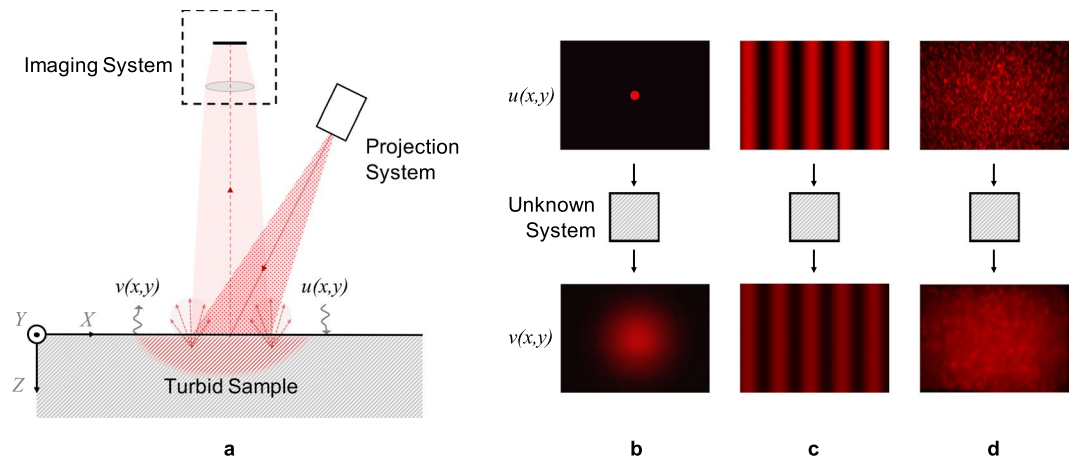 Imaging System
Projection
System
v(x,y)
u(x,y)
Y
X
Z
Turbid Sample
a
u(x,y)
Unknown
System
v(x,y)
b
c
d